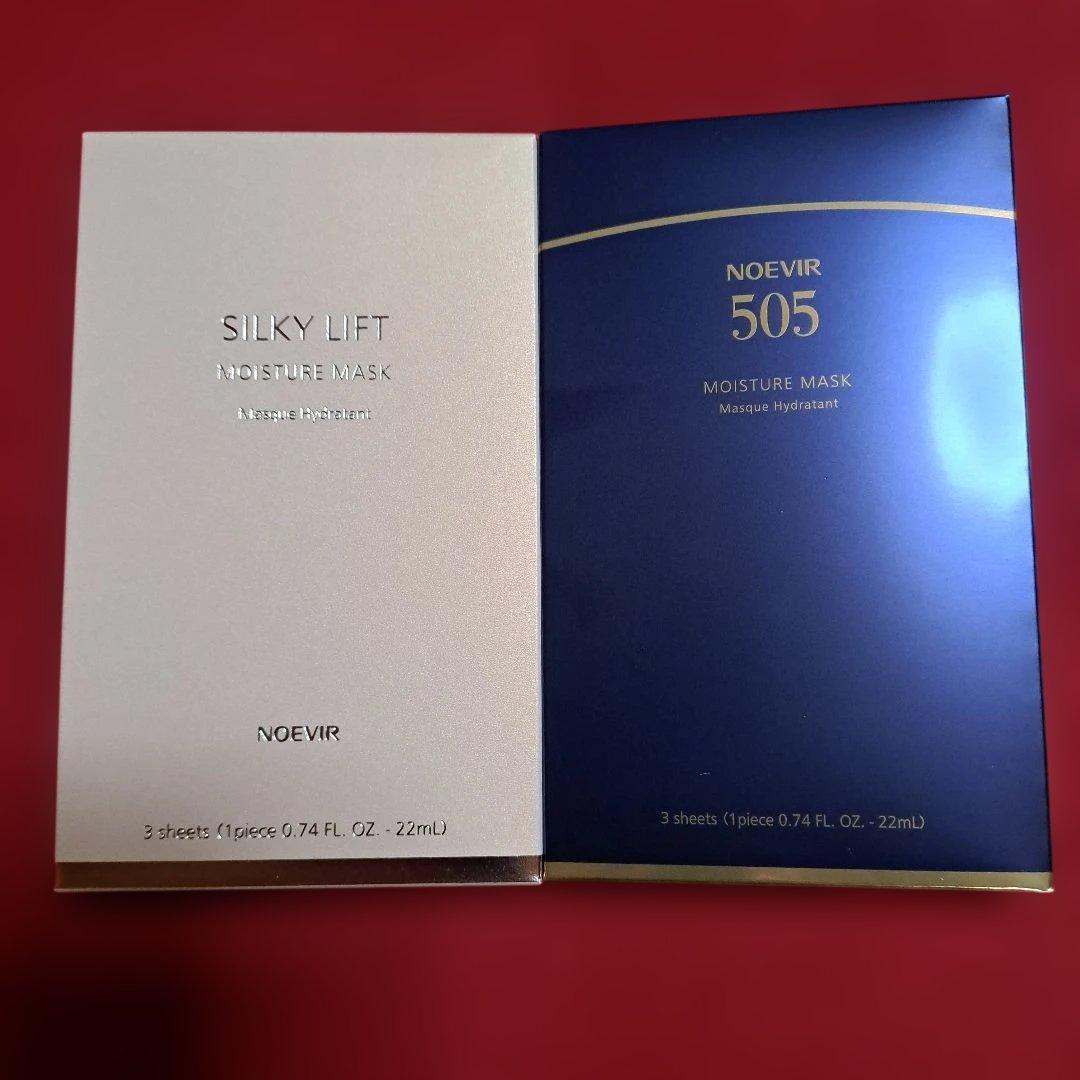 SILKY LIFT
MOISTURE MASK
Masque Hydratant
NOEVIR
3 sheets (1piece 0.74 FL. OZ. - 22mL)
NOEVIR
505
MOISTURE MASK
Masque Hydratant
3 sheets (1piece 0.74 FL. OZ. - 22mL)